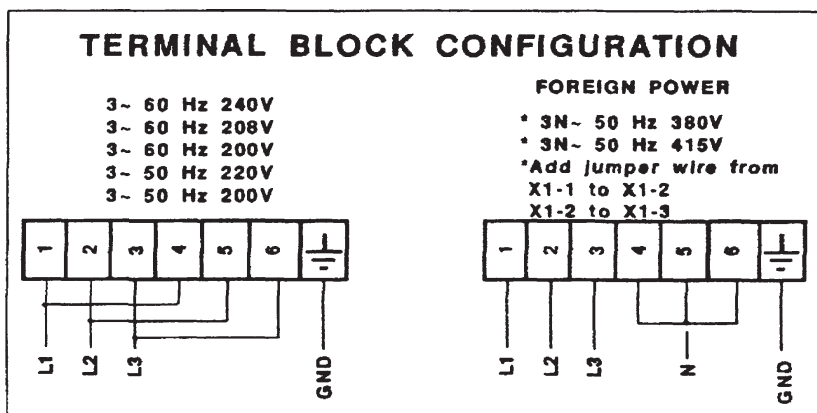 TERMINAL BLOCK CONFIGURATION
3~ 60 Hz 240V
3~ 60 Hz 208V
3~ 60 Hz 200V
3~ 50 Hz 220V
3~ 50 Hz 200V
1 2 3 4 5 6
L1 L2 L3 GND
FOREIGN POWER
* 3N~ 50 Hz 380V
* 3N~ 50 Hz 415V
*Add jumper wire from
X1-1 to X1-2
X1-2 to X1-3
1 2 3 4 5 6
L1 L2 L3 N GND